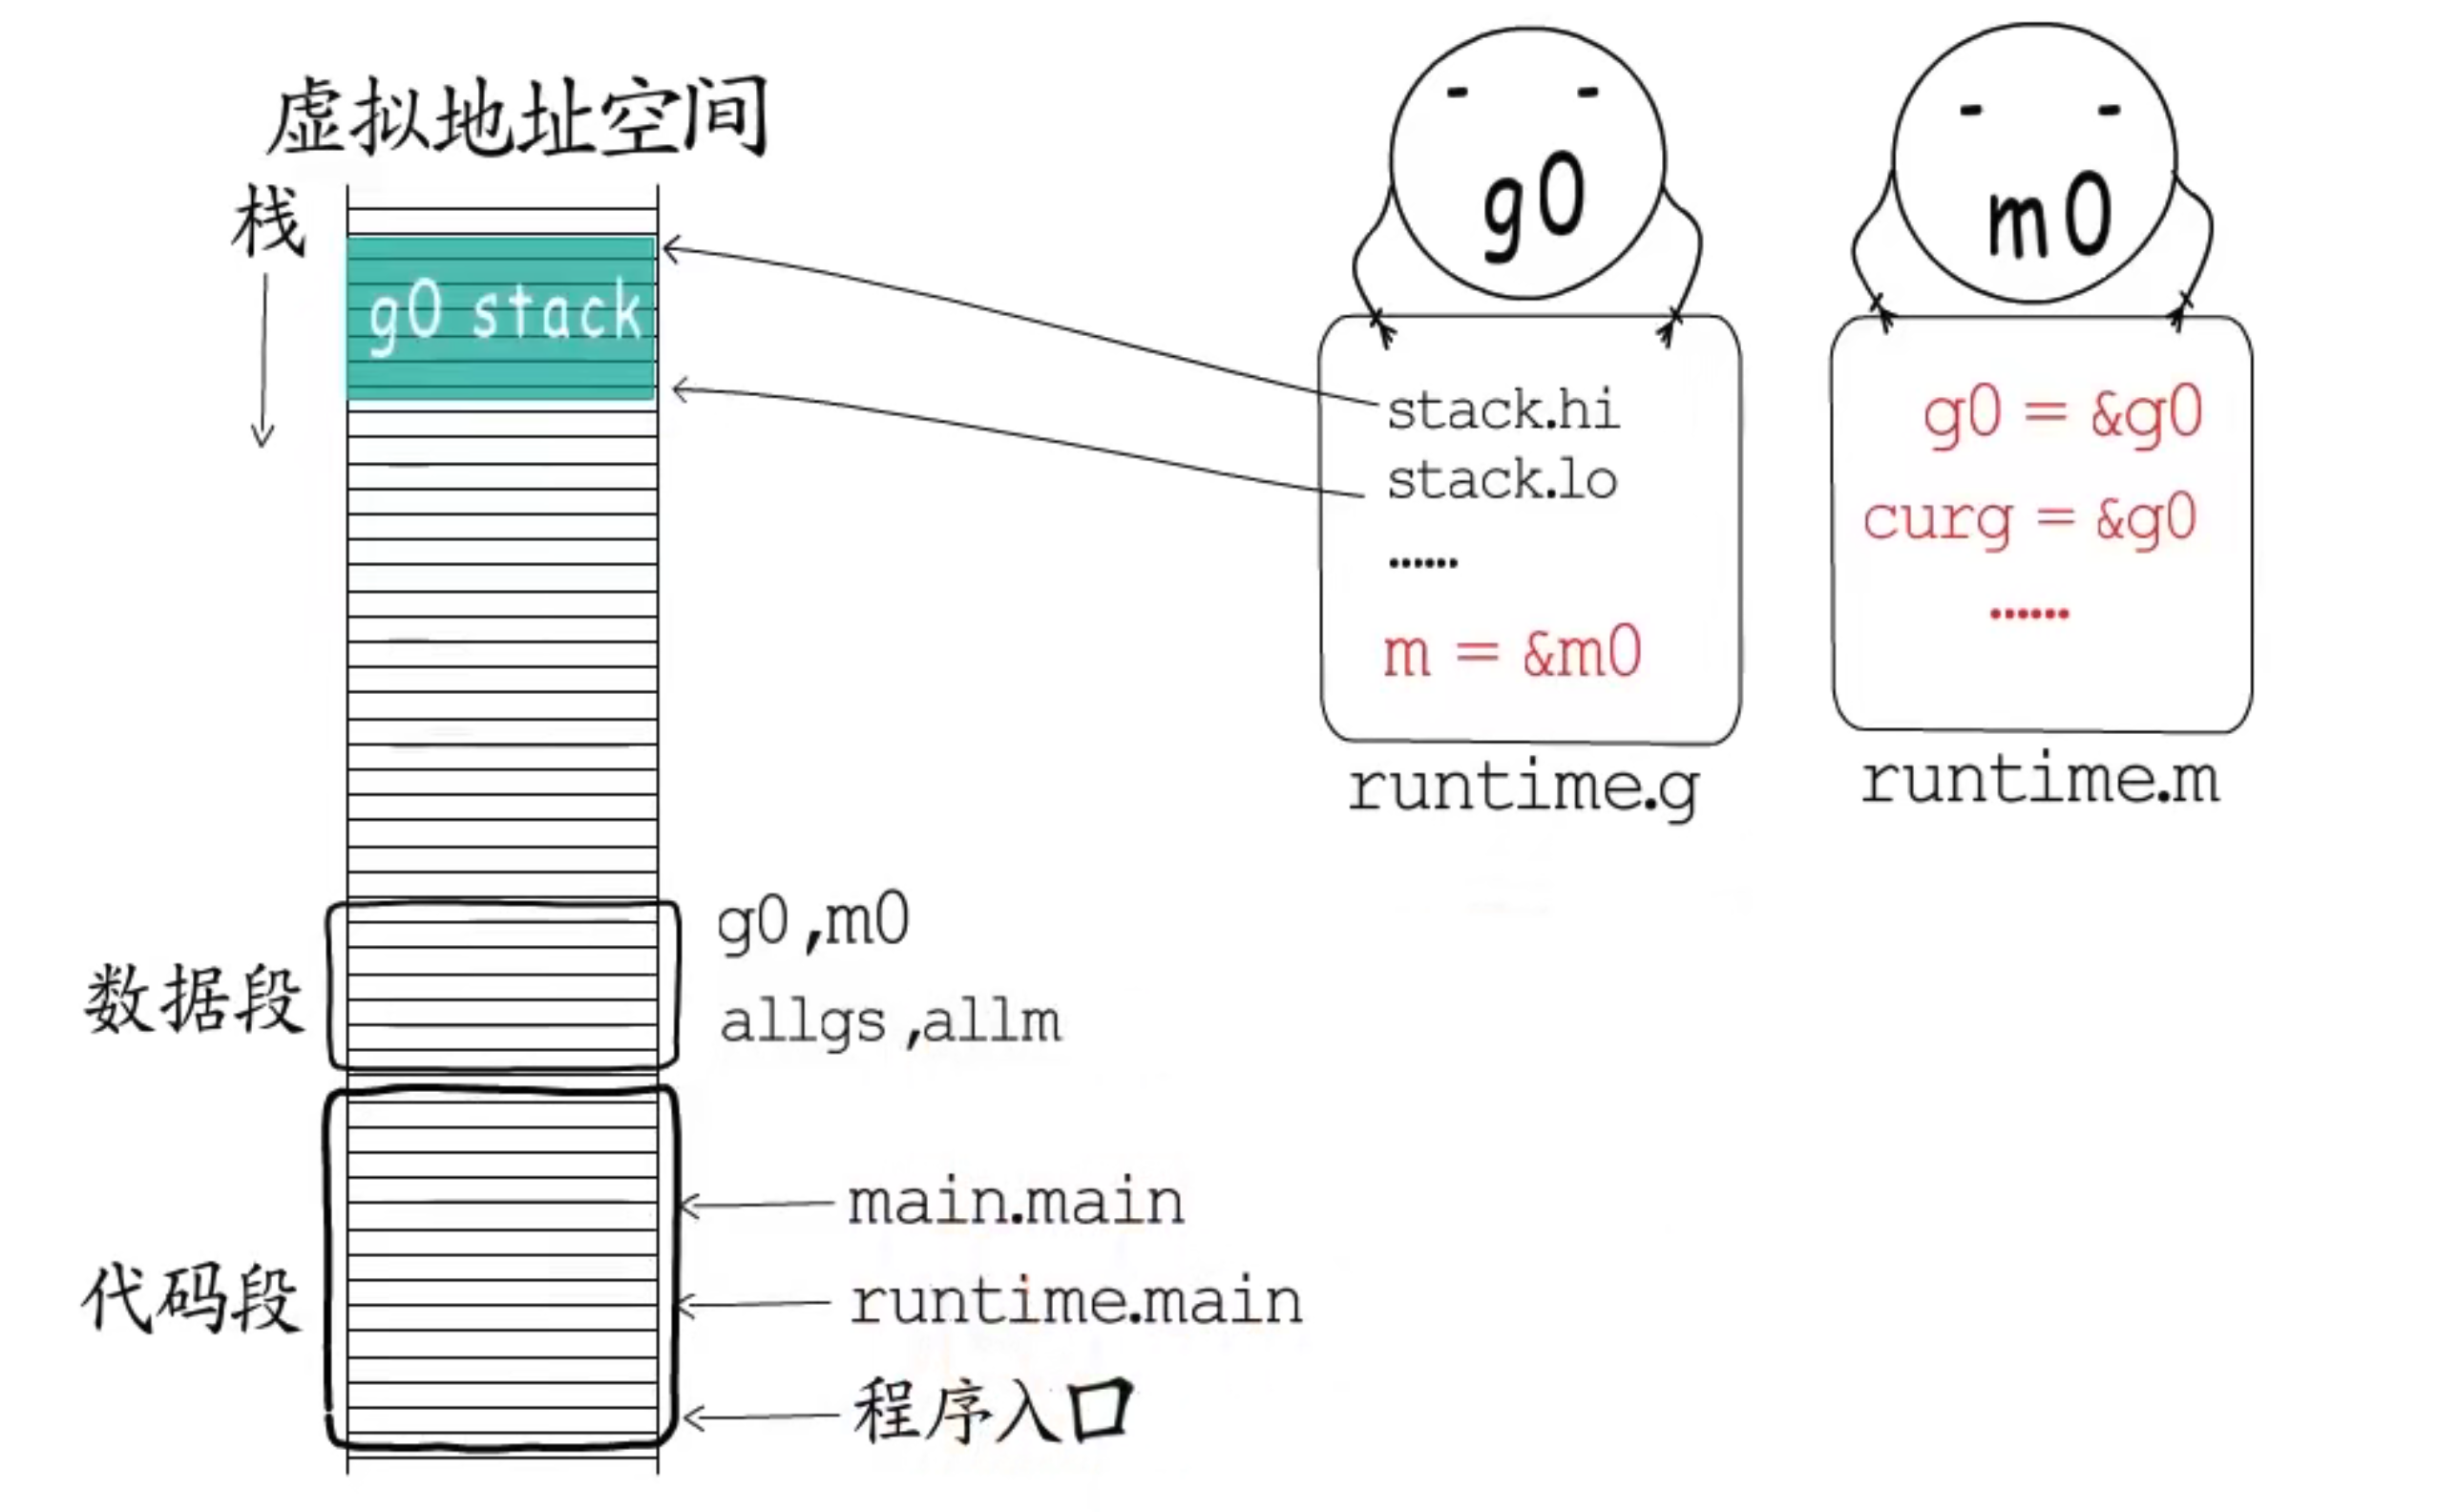 虚拟地址空间
栈
g0 stack
g0
stack.hi
stack.lo
......
m = &m0
runtime.g
m0
g0 = &g0
curg = &g0
......
runtime.m
数据段
g0 ,m0
allgs ,allm
代码段
main.main
runtime.main
程序入口